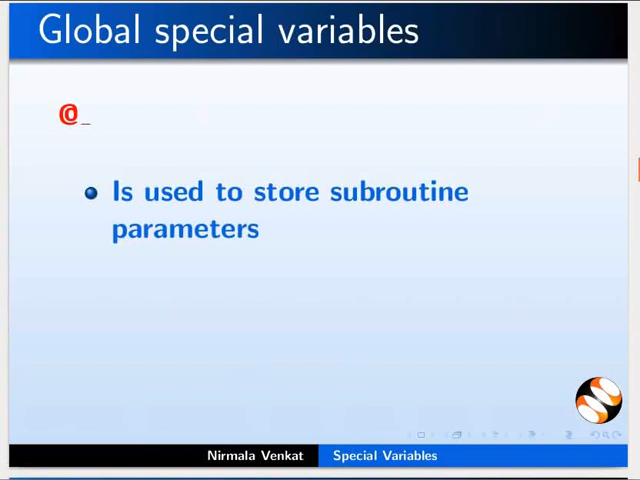 Global special variables
@_
Is used to store subroutine
parameters
Nirmala Venkat
Special Variables